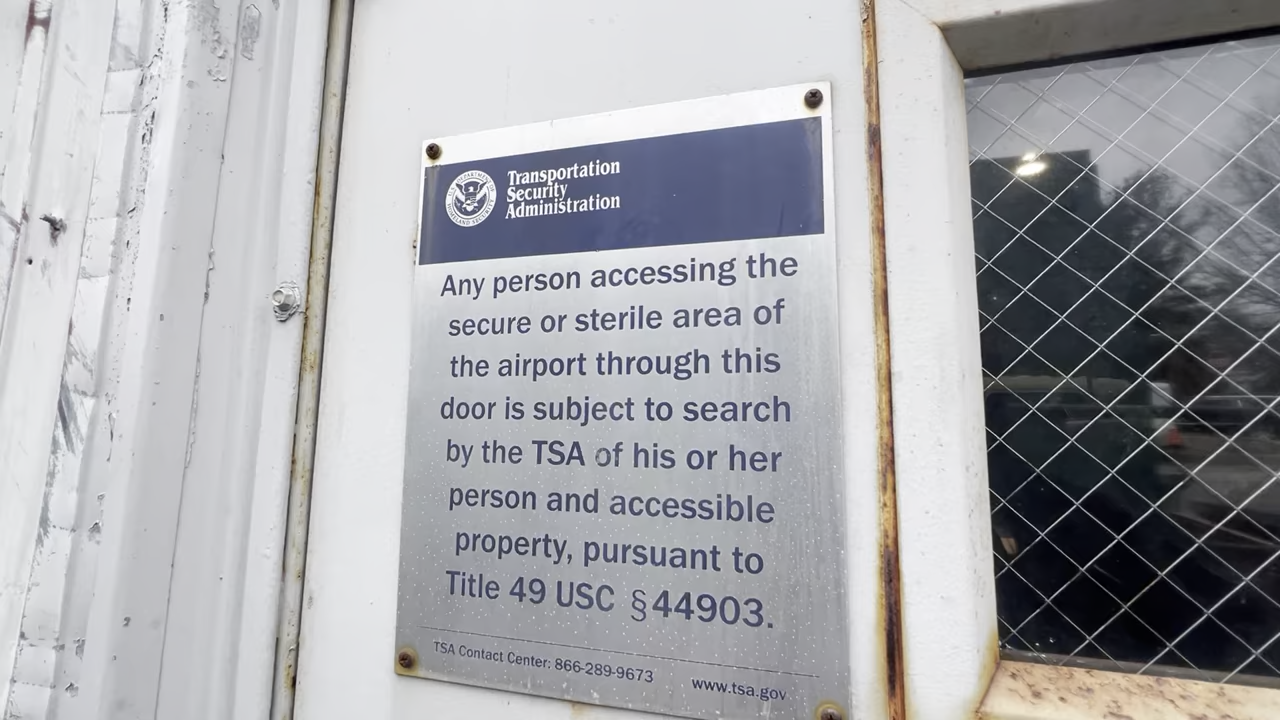 Transportation
Security
Administration
Any person accessing the
secure or sterile area of
the airport through this
door is subject to search
by the TSA of his or her
person and accessible
property, pursuant to
Title 49 USC §44903.
TSA Contact Center: 866-289-9673 www.tsa.gov